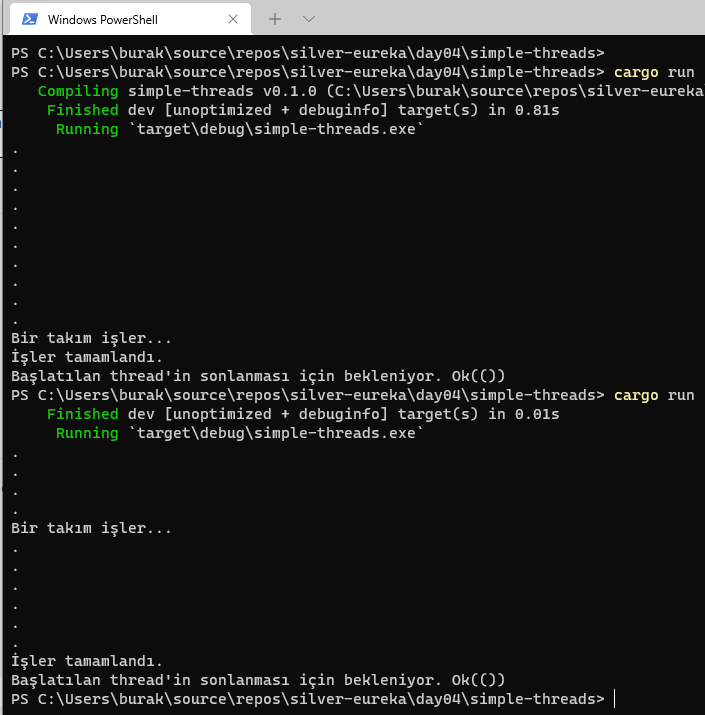 Windows PowerShell
PS C:\Users\burak\source\repos\silver-eureka\day04\simple-threads>
PS C:\Users\burak\source\repos\silver-eureka\day04\simple-threads> cargo run
Compiling simple-threads v0.1.0 (C:\Users\burak\source\repos\silver-eureka
Finished dev [unoptimized + debuginfo] target(s) in 0.81s
Running `target\debug\simple-threads.exe`
.
.
.
.
.
.
.
.
.
.
Bir takım işler...
İşler tamamlandı.
Başlatılan thread'in sonlanması için bekleniyor. Ok(())
PS C:\Users\burak\source\repos\silver-eureka\day04\simple-threads> cargo run
Finished dev [unoptimized + debuginfo] target(s) in 0.01s
Running `target\debug\simple-threads.exe`
.
.
.
.
Bir takım işler...
.
.
.
.
.
.
İşler tamamlandı.
Başlatılan thread'in sonlanması için bekleniyor. Ok(())
PS C:\Users\burak\source\repos\silver-eureka\day04\simple-threads>